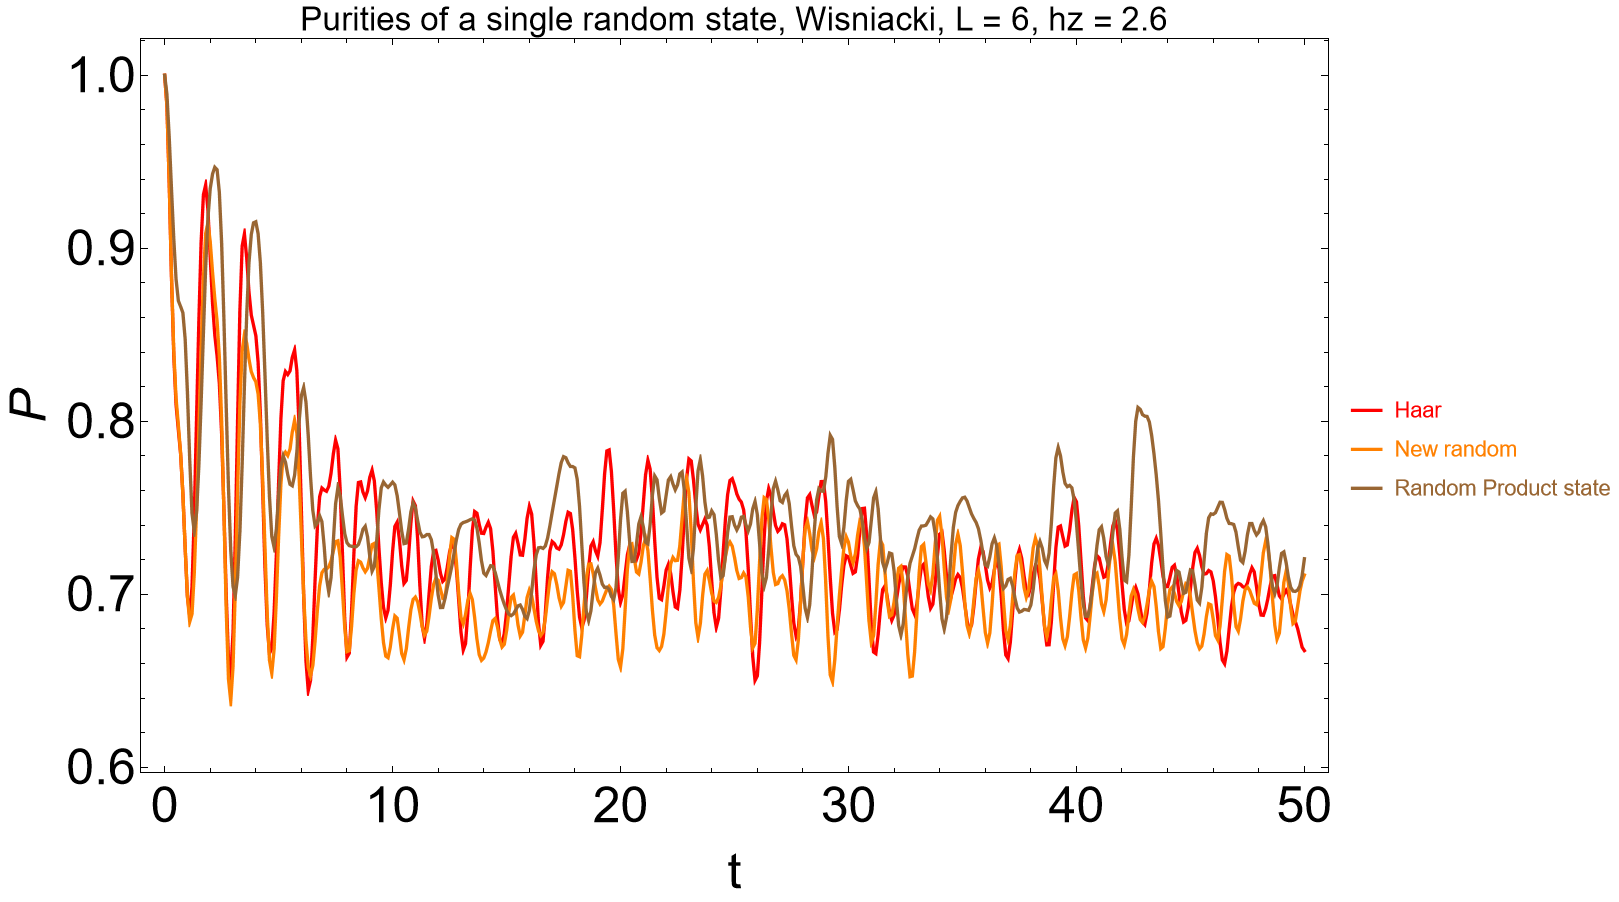 Purities of a single random state, Wisniacki, L = 6, hz = 2.6
1.0
0.9
0.8
0.7
0.6
P
0 10 20 30 40 50
t
Haar
New random
Random Product state